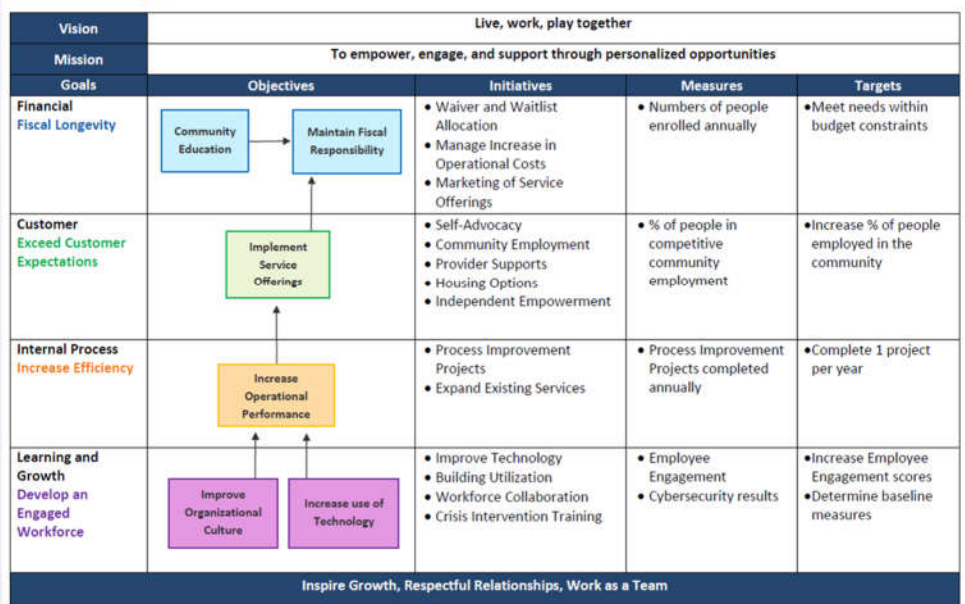 Vision
Live, work, play together
Mission
To empower, engage, and support through personalized opportunities
Goals
Objectives
Initiatives
Measures
Targets
Financial
Fiscal Longevity
Community
Education
Maintain Fiscal
Responsibility
• Waiver and Waitlist
Allocation
• Manage Increase in
Operational Costs
• Marketing of Service
Offerings
• Numbers of people
enrolled annually
•Meet needs within
budget constraints
Customer
Exceed Customer
Expectations
Implement
Service
Offerings
• Self-Advocacy
• Community Employment
• Provider Supports
• Housing Options
• Independent Empowerment
• % of people in
competitive
community
employment
•Increase % of people
employed in the
community
Internal Process
Increase Efficiency
Increase
Operational
Performance
• Process Improvement
Projects
• Expand Existing Services
• Process Improvement
Projects completed
annually
•Complete 1 project
per year
Learning and
Growth
Develop an
Engaged
Workforce
Improve
Organizational
Culture
Increase use of
Technology
• Improve Technology
• Building Utilization
• Workforce Collaboration
• Crisis Intervention Training
• Employee
Engagement
• Cybersecurity results
•Increase Employee
Engagement scores
•Determine baseline
measures
Inspire Growth, Respectful Relationships, Work as a Team